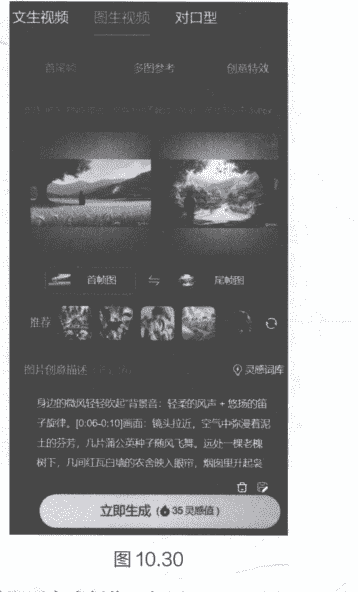 文生视频 图生视频 对口型
首尾帧 多图参考 创意特效
首帧图 尾帧图
推荐
图片创意描述 灵感词库
身边的微风轻轻吹起"背景音：轻柔的风声 + 悠扬的笛
子旋律。[0:06-0:10]画面：镜头拉近，空气中弥漫着泥
土的芬芳，几片蒲公英种子随风飞舞。远处一棵老槐
树下，几间红瓦白墙的农舍映入眼帘，烟囱里升起袅
立即生成 (35灵感值)
图 10.30